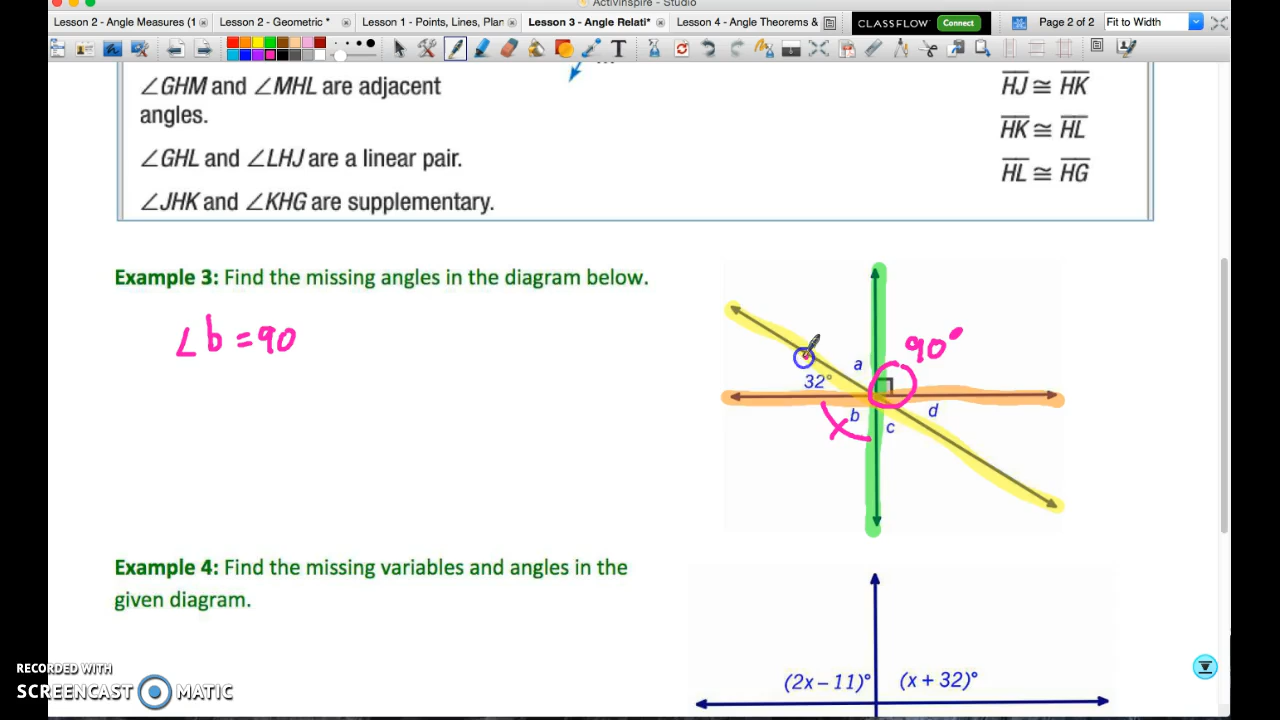 ActivInspire - Studio
Lesson 2 - Angle Measures (1 Lesson 2 - Geometric * Lesson 1 - Points, Lines, Plan Lesson 3 - Angle Relati* Lesson 4 - Angle Theorems & CLASSFLOW Connect Page 2 of 2 Fit to Width
∠GHM and ∠MHL are adjacent
angles.
∠GHL and ∠LHJ are a linear pair.
∠JHK and ∠KHG are supplementary.
HJ ≅ HK
HK ≅ HL
HL ≅ HG
Example 3: Find the missing angles in the diagram below.
∠b = 90
90°
a
32°
b
c
d
x
Example 4: Find the missing variables and angles in the
given diagram.
(2x – 11)° (x + 32)°
RECORDED WITH
SCREENCAST MATIC